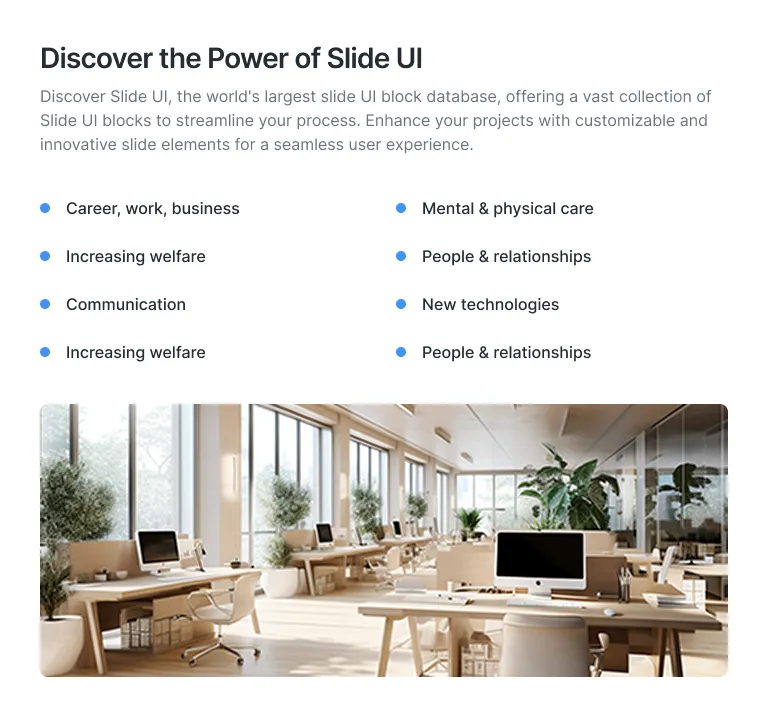 Discover the Power of Slide UI
Discover Slide UI, the world's largest slide UI block database, offering a vast collection of
Slide UI blocks to streamline your process. Enhance your projects with customizable and
innovative slide elements for a seamless user experience.
Career, work, business
Mental & physical care
Increasing welfare
People & relationships
Communication
New technologies
Increasing welfare
People & relationships